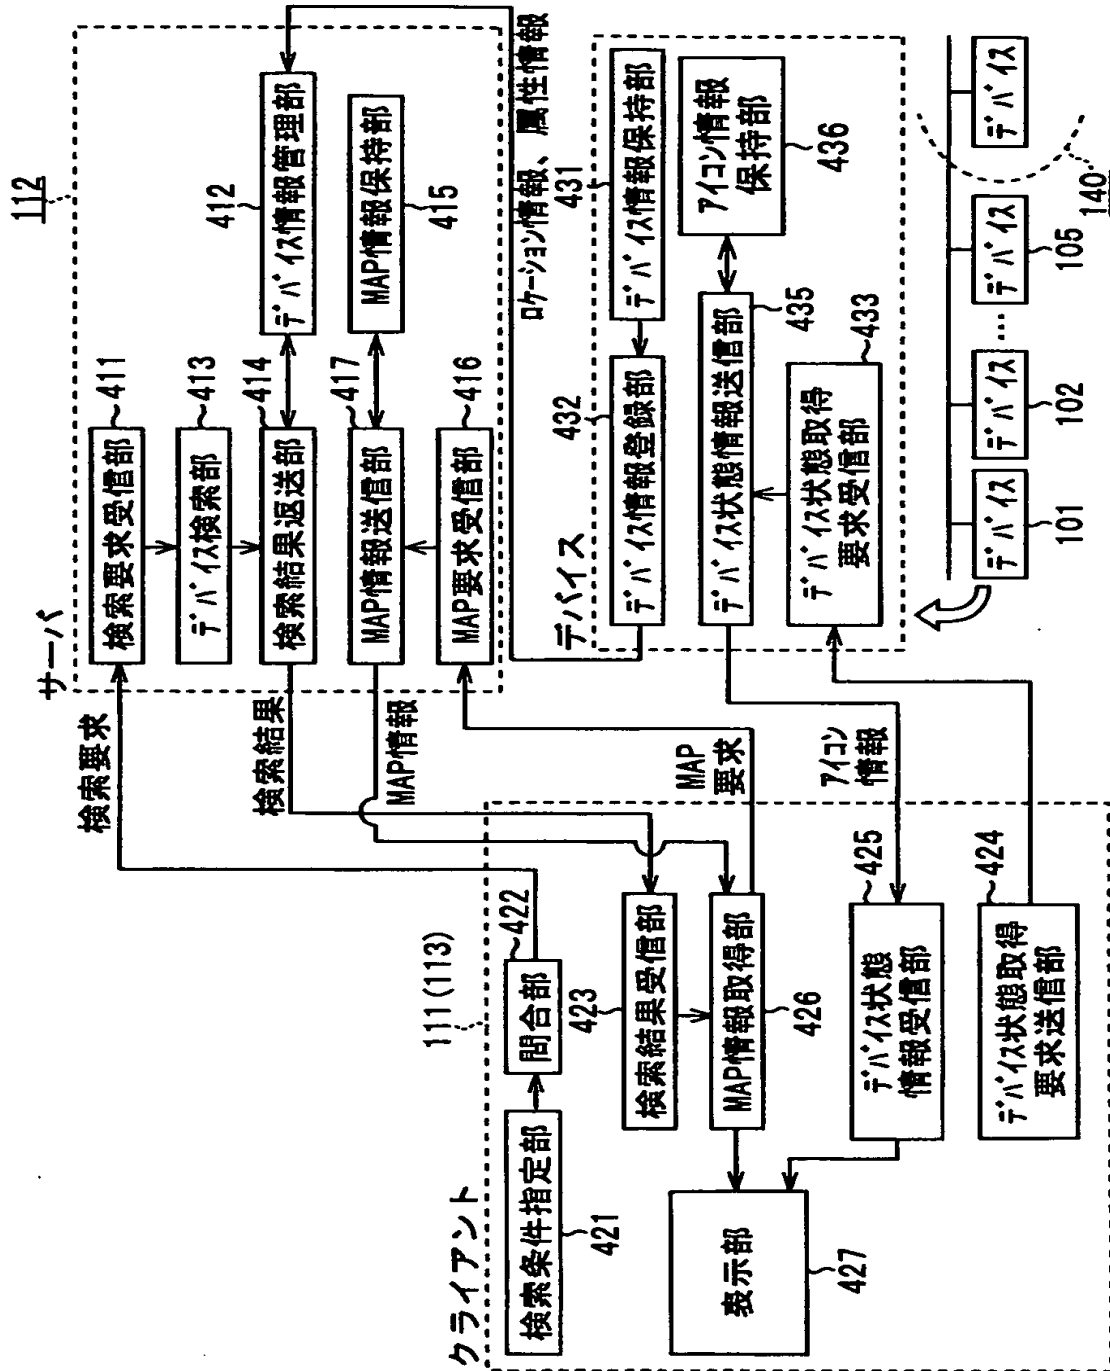 クライアント
111(113)
検索条件指定部
421
問合部
422
検索結果受信部
423
MAP情報取得部
426
表示部
427
デバイス状態
情報受信部
425
デバイス状態取得
要求送信部
424
検索要求
検索結果
MAP情報
MAP
要求
アイコン
情報
サーバ
112
検索要求受信部
411
デバイス検索部
413
検索結果返送部
414
MAP情報送信部
417
MAP要求受信部
416
デバイス情報管理部
412
MAP情報保持部
415
ロケーション情報、属性情報
デバイス
デバイス情報登録部
432
デバイス情報保持部
431
デバイス状態情報送信部
435
アイコン情報
保持部
436
デバイス状態取得
要求受信部
433
デバイス
101
デバイス
102
...
デバイス
105
デバイス
140